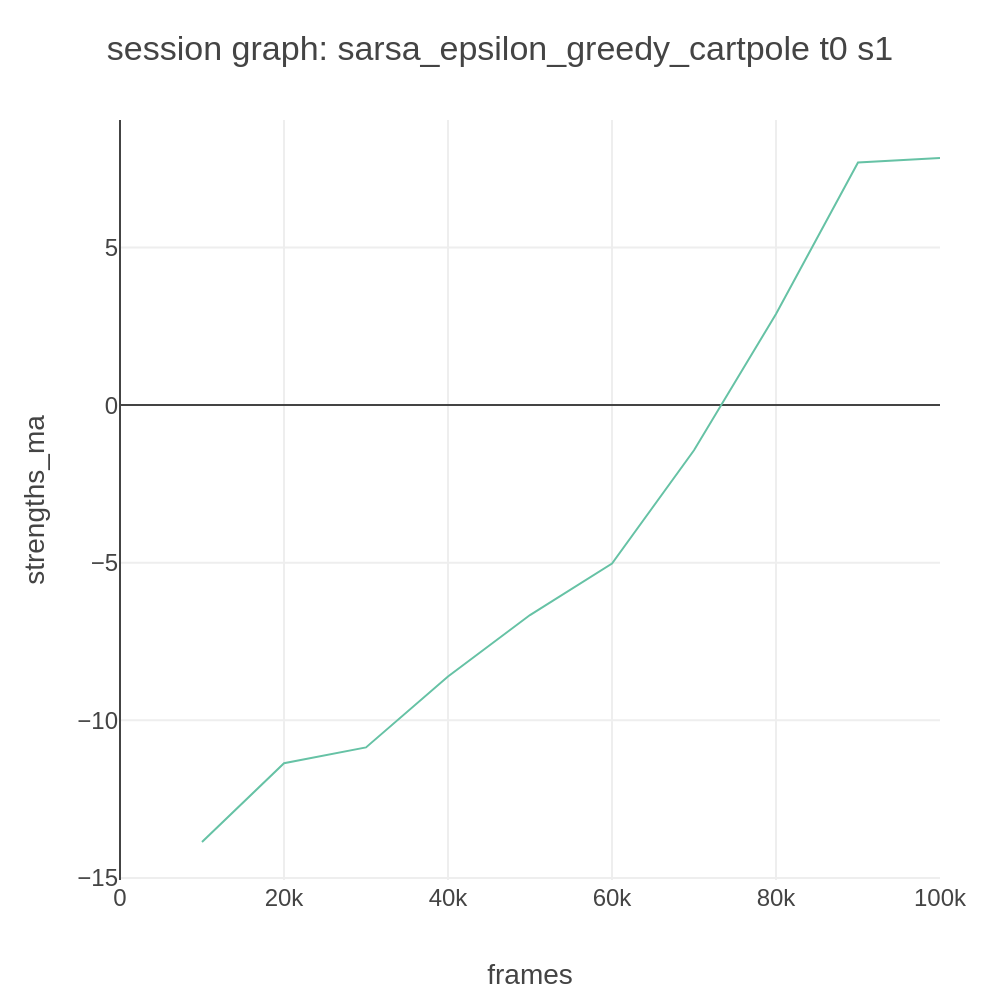 session graph: sarsa_epsilon_greedy_cartpole t0 s1
strengths_ma
5
0
−5
−10
−15
0 20k 40k 60k 80k 100k
frames